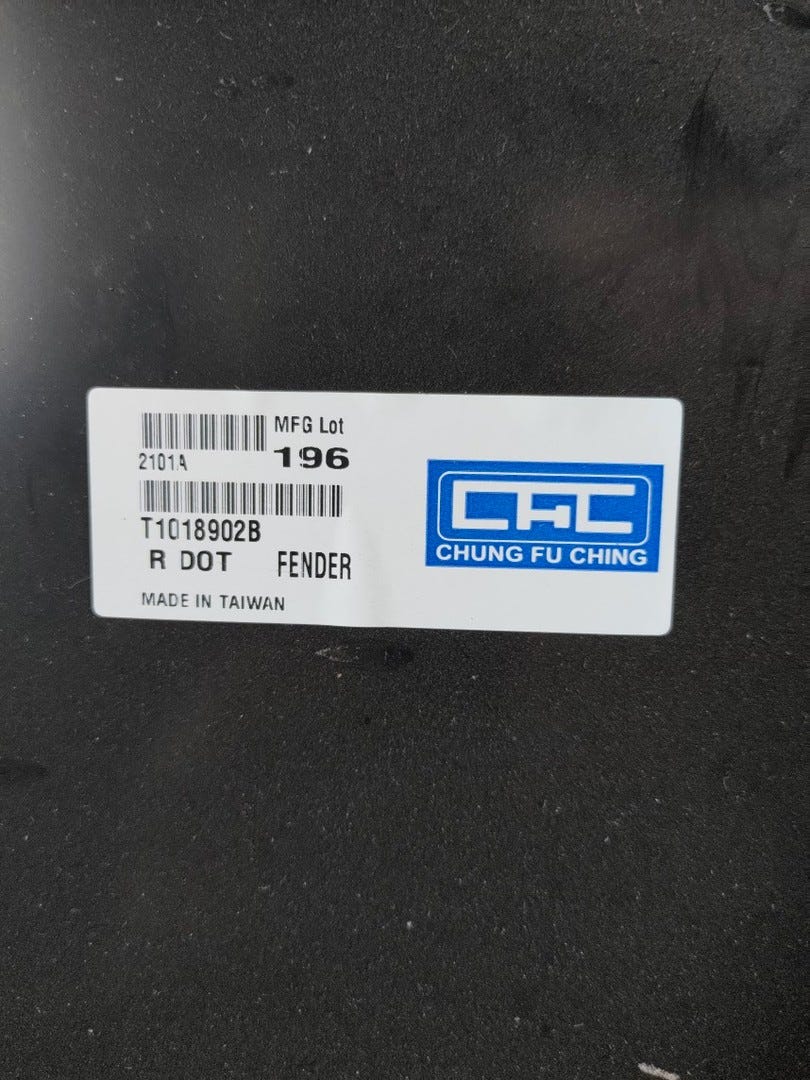 MFG Lot
2101A 196
T1018902B
R DOT FENDER
MADE IN TAIWAN
CFC
CHUNG FU CHING